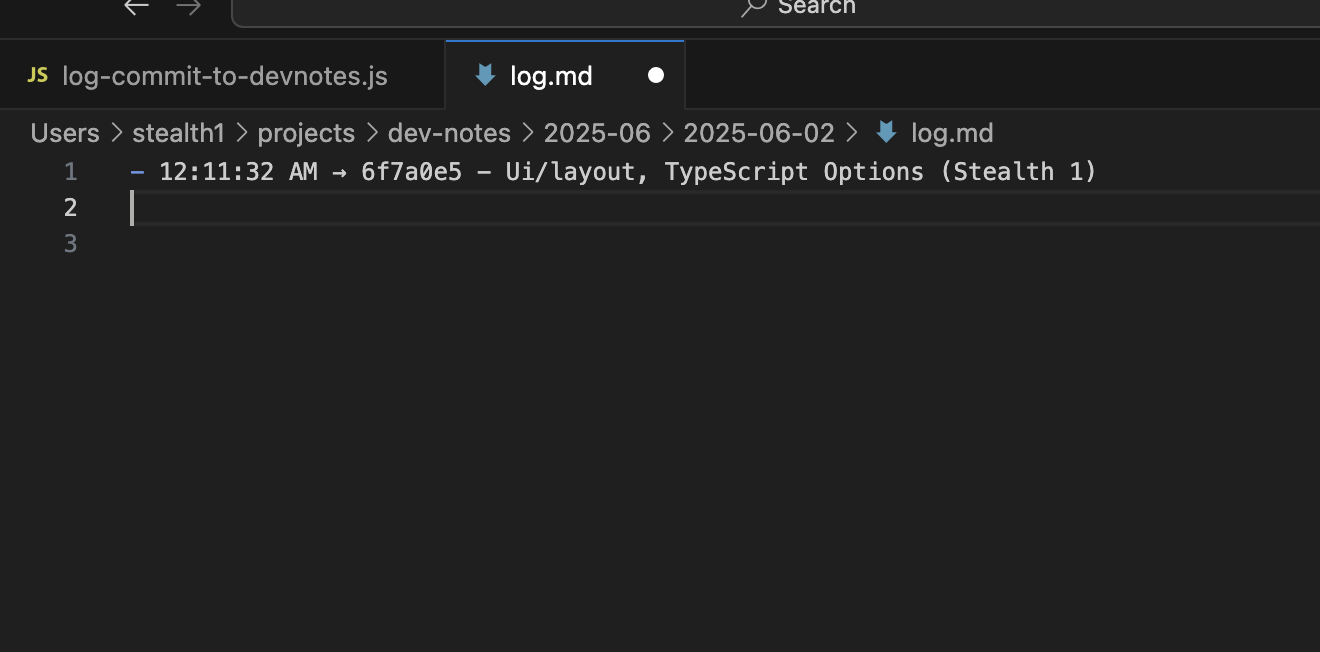 Search
JS log-commit-to-devnotes.js
log.md
Users > stealth1 > projects > dev-notes > 2025-06 > 2025-06-02 > log.md
1 - 12:11:32 AM → 6f7a0e5 — Ui/layout, TypeScript Options (Stealth 1)
2
3